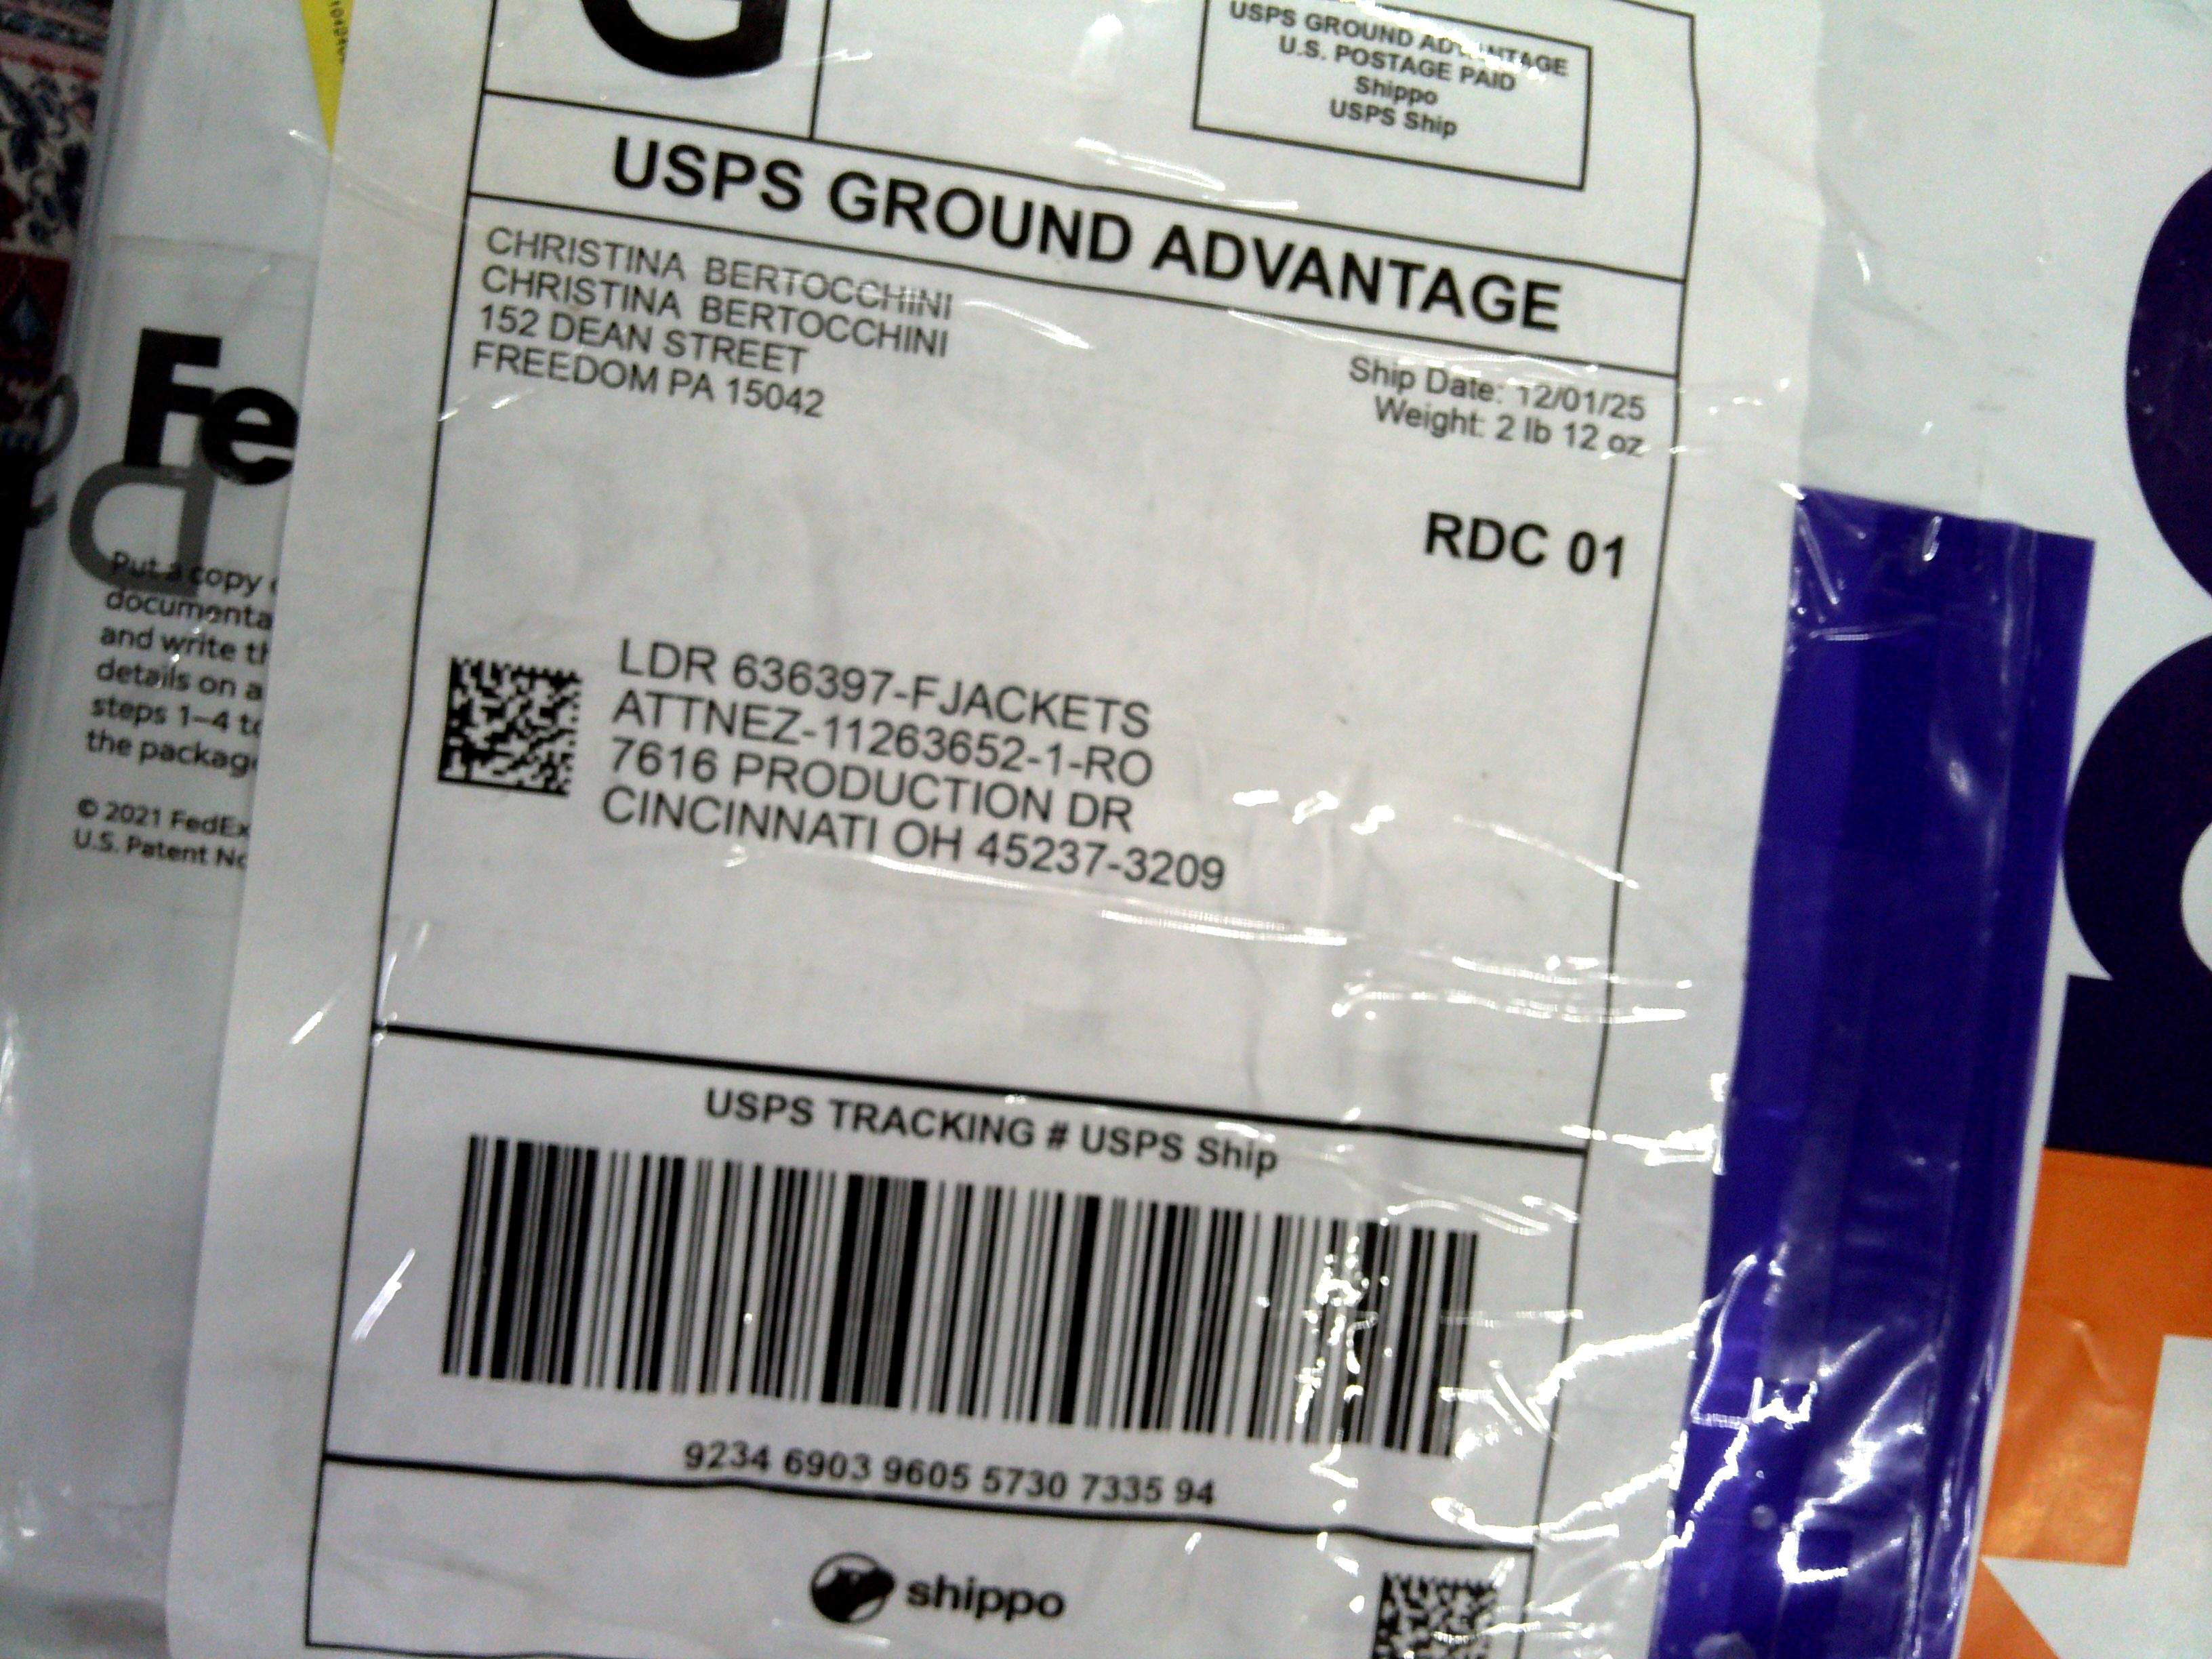 G
USPS GROUND ADVANTAGE
U.S. POSTAGE PAID
Shippo
USPS Ship
USPS GROUND ADVANTAGE
CHRISTINA BERTOCCHINI
CHRISTINA BERTOCCHINI
152 DEAN STREET
FREEDOM PA 15042
Ship Date: 12/01/25
Weight: 2 lb 12 oz
RDC 01
LDR 636397-FJACKETS
ATTNEZ-11263652-1-RO
7616 PRODUCTION DR
CINCINNATI OH 45237-3209
USPS TRACKING # USPS Ship
9234 6903 9605 5730 7335 94
shippo
Fe
Put a copy
documenta
and write th
details on a
steps 1–4 to
the packag
© 2021 FedEx
U.S. Patent No